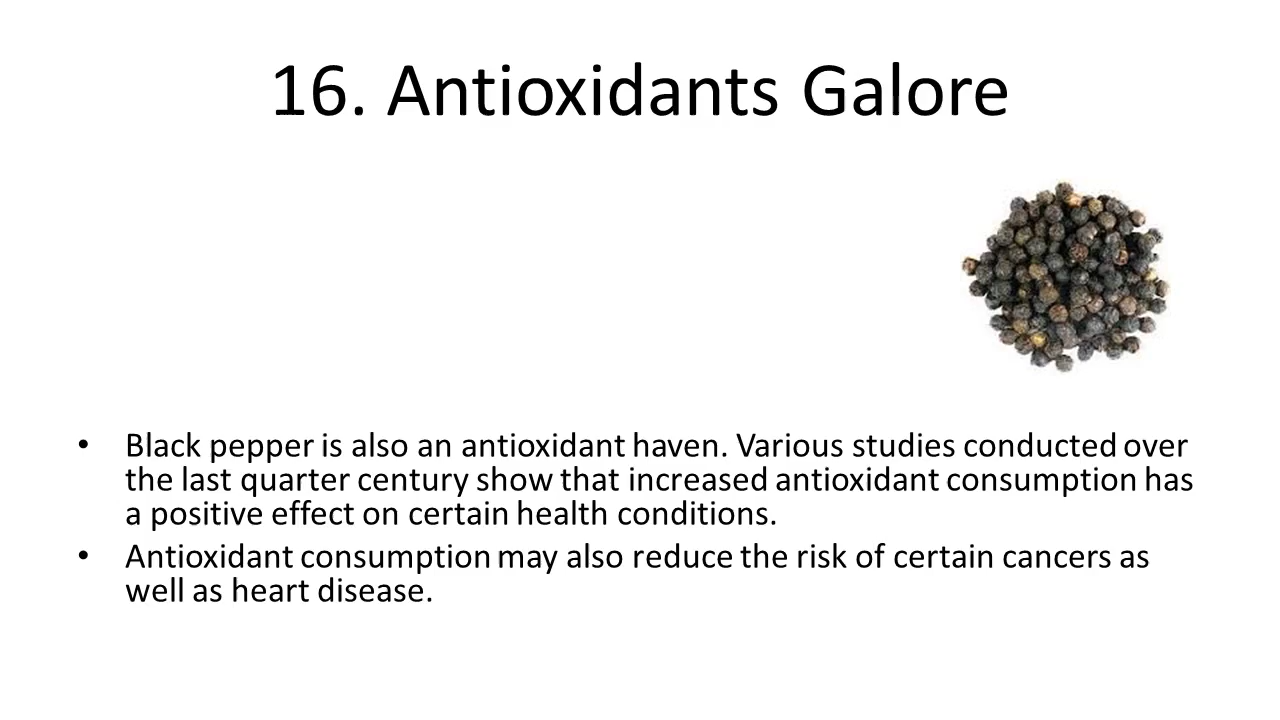 16. Antioxidants Galore
• Black pepper is also an antioxidant haven. Various studies conducted over
the last quarter century show that increased antioxidant consumption has
a positive effect on certain health conditions.
• Antioxidant consumption may also reduce the risk of certain cancers as
well as heart disease.